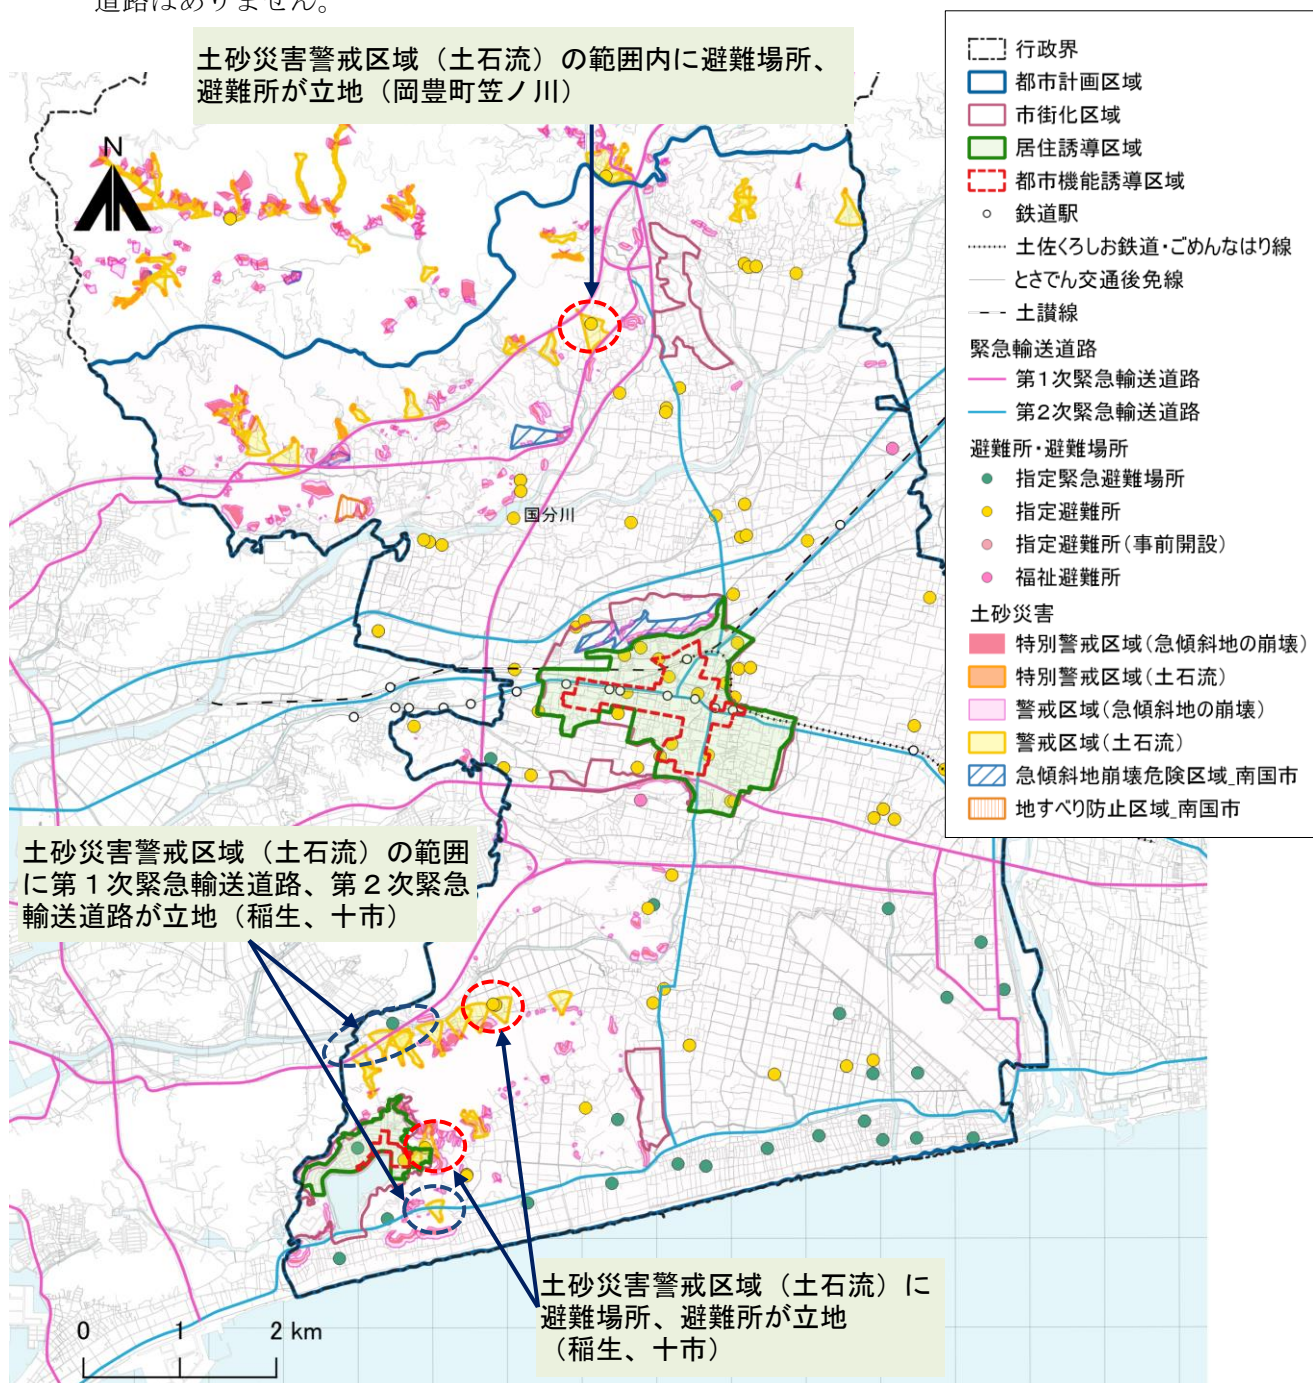 道路はありません。
土砂災害警戒区域（土石流）の範囲内に避難場所、
避難所が立地（岡豊町笠ノ川）
N
行政界
都市計画区域
市街化区域
居住誘導区域
都市機能誘導区域
鉄道駅
土佐くろしお鉄道・ごめんなはり線
とさでん交通後免線
土讃線
緊急輸送道路
第１次緊急輸送道路
第２次緊急輸送道路
避難所・避難場所
指定緊急避難場所
指定避難所
指定避難所（事前開設）
福祉避難所
土砂災害
特別警戒区域（急傾斜地の崩壊）
特別警戒区域（土石流）
警戒区域（急傾斜地の崩壊）
警戒区域（土石流）
急傾斜地崩壊危険区域_南国市
地すべり防止区域_南国市
国分川
土砂災害警戒区域（土石流）の範囲
に第１次緊急輸送道路、第２次緊急
輸送道路が立地（稲生、十市）
土砂災害警戒区域（土石流）に
避難場所、避難所が立地
（稲生、十市）
0 1 2 km